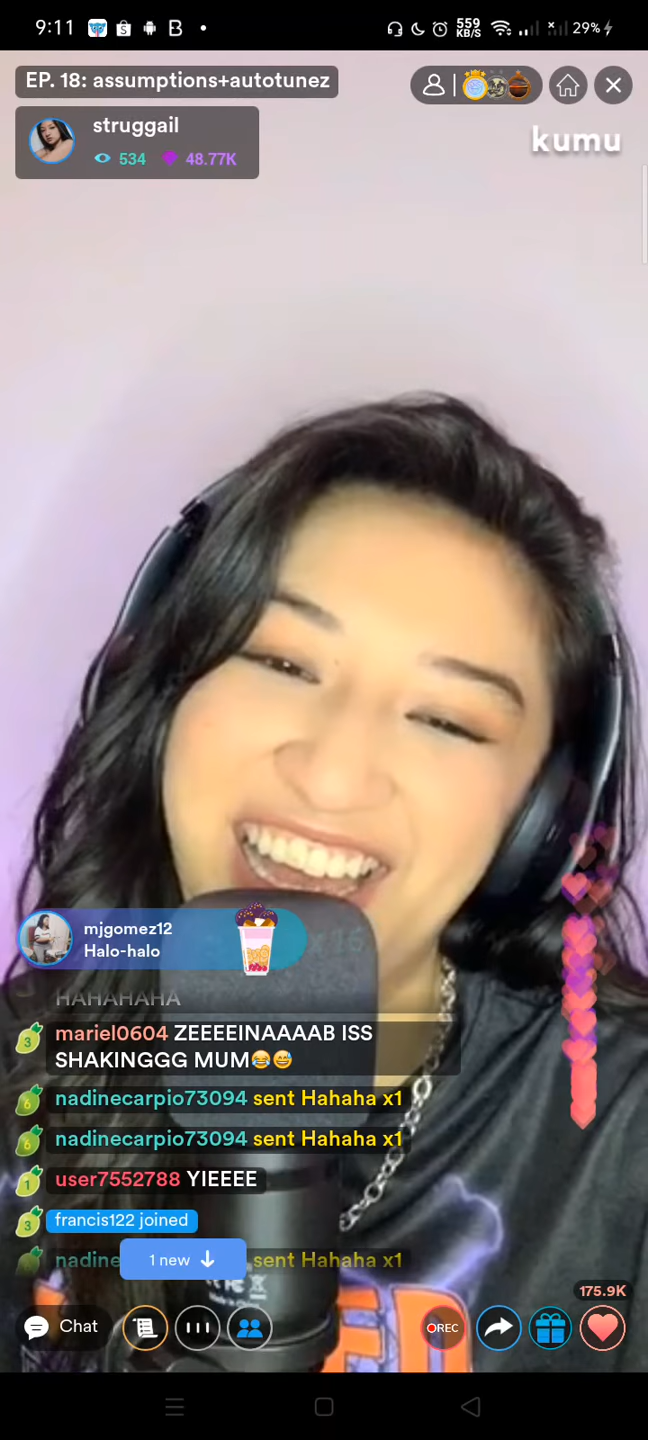 9:11
559
KB/S
29%
EP. 18: assumptions+autotunez
struggail
534
48.77K
kumu
mjgomez12
Halo-halo
HAHAHAHA
3
mariel0604 ZEEEEINAAAAB ISS
SHAKINGGG MUM😂😅
6
nadinecarpio73094 sent Hahaha x1
6
nadinecarpio73094 sent Hahaha x1
1
user7552788 YIEEEE
3
francis122 joined
nadine
sent Hahaha x1
1 new
175.9K
Chat
REC